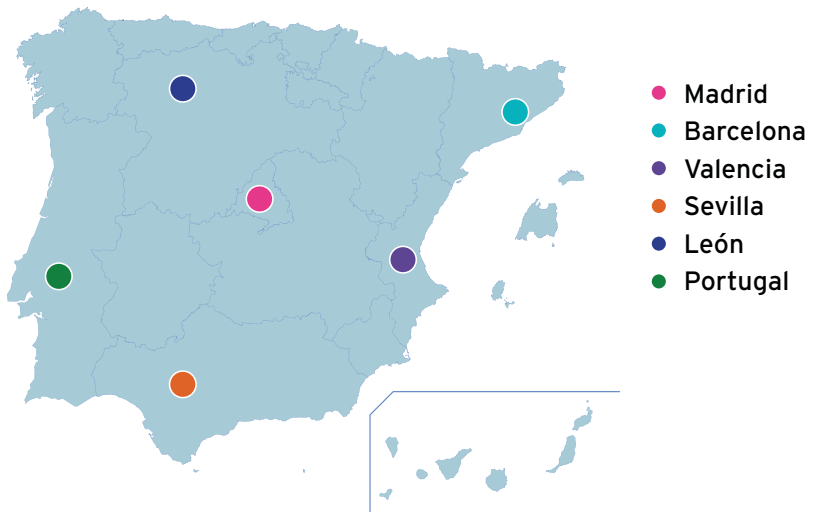 Madrid
Barcelona
Valencia
Sevilla
León
Portugal